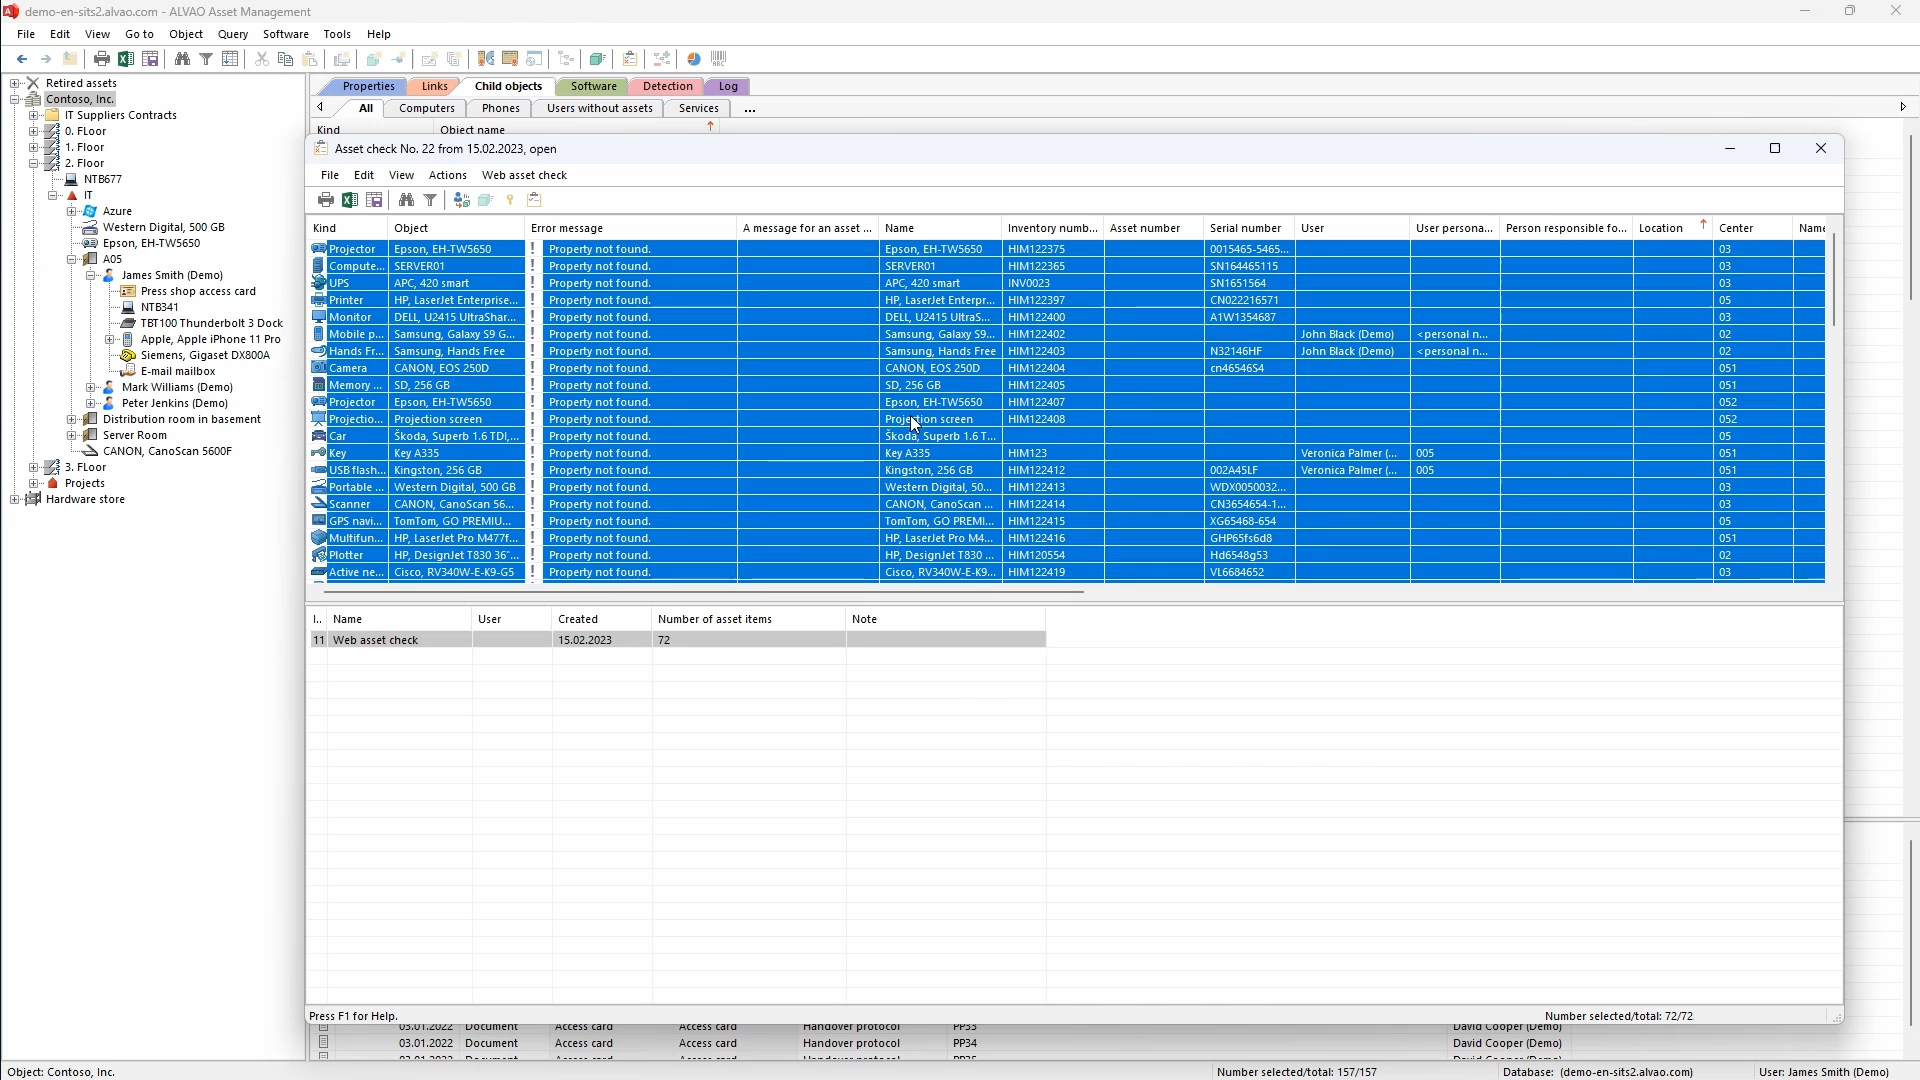 demo-en-sits2.alvao.com - ALVAO Asset Management
File Edit View Go to Object Query Software Tools Help
Retired assets
Contoso, Inc.
IT Suppliers Contracts
0. FLoor
1. Floor
2. Floor
NTB677
IT
Azure
Western Digital, 500 GB
Epson, EH-TW5650
A05
James Smith (Demo)
Press shop access card
NTB341
TBT100 Thunderbolt 3 Dock
Apple, Apple iPhone 11 Pro
Siemens, Gigaset DX800A
E-mail mailbox
Mark Williams (Demo)
Peter Jenkins (Demo)
Distribution room in basement
Server Room
CANON, CanoScan 5600F
3. FLoor
Projects
Hardware store
Properties Links Child objects Software Detection Log
All Computers Phones Users without assets Services ...
Kind Object name
Asset check No. 22 from 15.02.2023, open
File Edit View Actions Web asset check
Kind Object Error message A message for an asset ... Name Inventory numb... Asset number Serial number User User persona... Person responsible fo... Location Center Name
Projector Epson, EH-TW5650 ! Property not found. Epson, EH-TW5650 HIM122375 0015465-5465... 03
Compute... SERVER01 ! Property not found. SERVER01 HIM122365 SN164465115 03
UPS APC, 420 smart ! Property not found. APC, 420 smart INV0023 SN1651564 03
Printer HP, LaserJet Enterprise... ! Property not found. HP, LaserJet Enterpr... HIM122397 CN022216571 05
Monitor DELL, U2415 UltraShar... ! Property not found. DELL, U2415 UltraS... HIM122400 A1W1354687 03
Mobile p... Samsung, Galaxy S9 G... ! Property not found. Samsung, Galaxy S9... HIM122402 John Black (Demo) <personal n... 02
Hands Fr... Samsung, Hands Free ! Property not found. Samsung, Hands Free HIM122403 N32146HF John Black (Demo) <personal n... 02
Camera CANON, EOS 250D ! Property not found. CANON, EOS 250D HIM122404 cn4654654 051
Memory ... SD, 256 GB ! Property not found. SD, 256 GB HIM122405 051
Projector Epson, EH-TW5650 ! Property not found. Epson, EH-TW5650 HIM122407 052
Projectio... Projection screen ! Property not found. Projection screen HIM122408 052
Car Škoda, Superb 1.6 TDI,... ! Property not found. Škoda, Superb 1.6 T... 05
Key Key A335 ! Property not found. Key A335 HIM123 Veronica Palmer (... 005 051
USB flash... Kingston, 256 GB ! Property not found. Kingston, 256 GB HIM122412 002A45LF Veronica Palmer (... 005 051
Portable ... Western Digital, 500 GB ! Property not found. Western Digital, 50... HIM122413 WDX0050032... 03
Scanner CANON, CanoScan 56... ! Property not found. CANON, CanoScan ... HIM122414 CN3654654-1... 03
GPS navi... TomTom, GO PREMIU... ! Property not found. TomTom, GO PREMI... HIM122415 XG65468-654 05
Multifun... HP, LaserJet Pro M477f... ! Property not found. HP, LaserJet Pro M4... HIM122416 GHP65fs6d8 051
Plotter HP, DesignJet T830 36"... ! Property not found. HP, DesignJet T830 ... HIM120554 Hd6548g53 02
Active ne... Cisco, RV340W-E-K9-G5 ! Property not found. Cisco, RV340W-E-K9... HIM122419 VL6684652 03
I.. Name User Created Number of asset items Note
11 Web asset check 15.02.2023 72
Press F1 for Help. Number selected/total: 72/72
03.01.2022 Document Access card Access card Handover protocol PP33 David Cooper (Demo)
03.01.2022 Document Access card Access card Handover protocol PP34 David Cooper (Demo)
Object: Contoso, Inc. Number selected/total: 157/157 Database: (demo-en-sits2.alvao.com) User: James Smith (Demo)